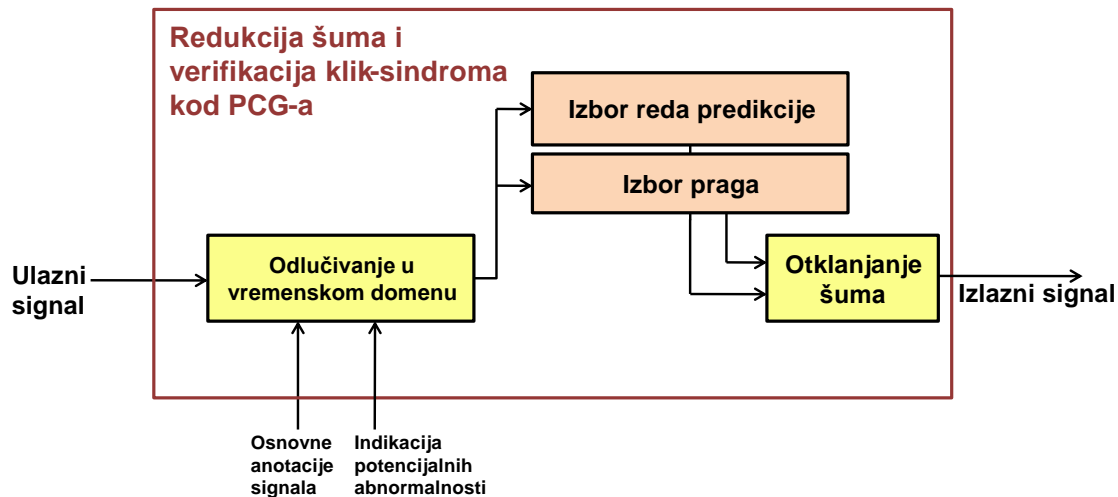 Redukcija šuma i
verifikacija klik-sindroma
kod PCG-a
Izbor reda predikcije
Izbor praga
Ulazni
signal
Odlučivanje u
vremenskom domenu
Otklanjanje
šuma
Izlazni signal
Osnovne
anotacije
signala
Indikacija
potencijalnih
abnormalnosti